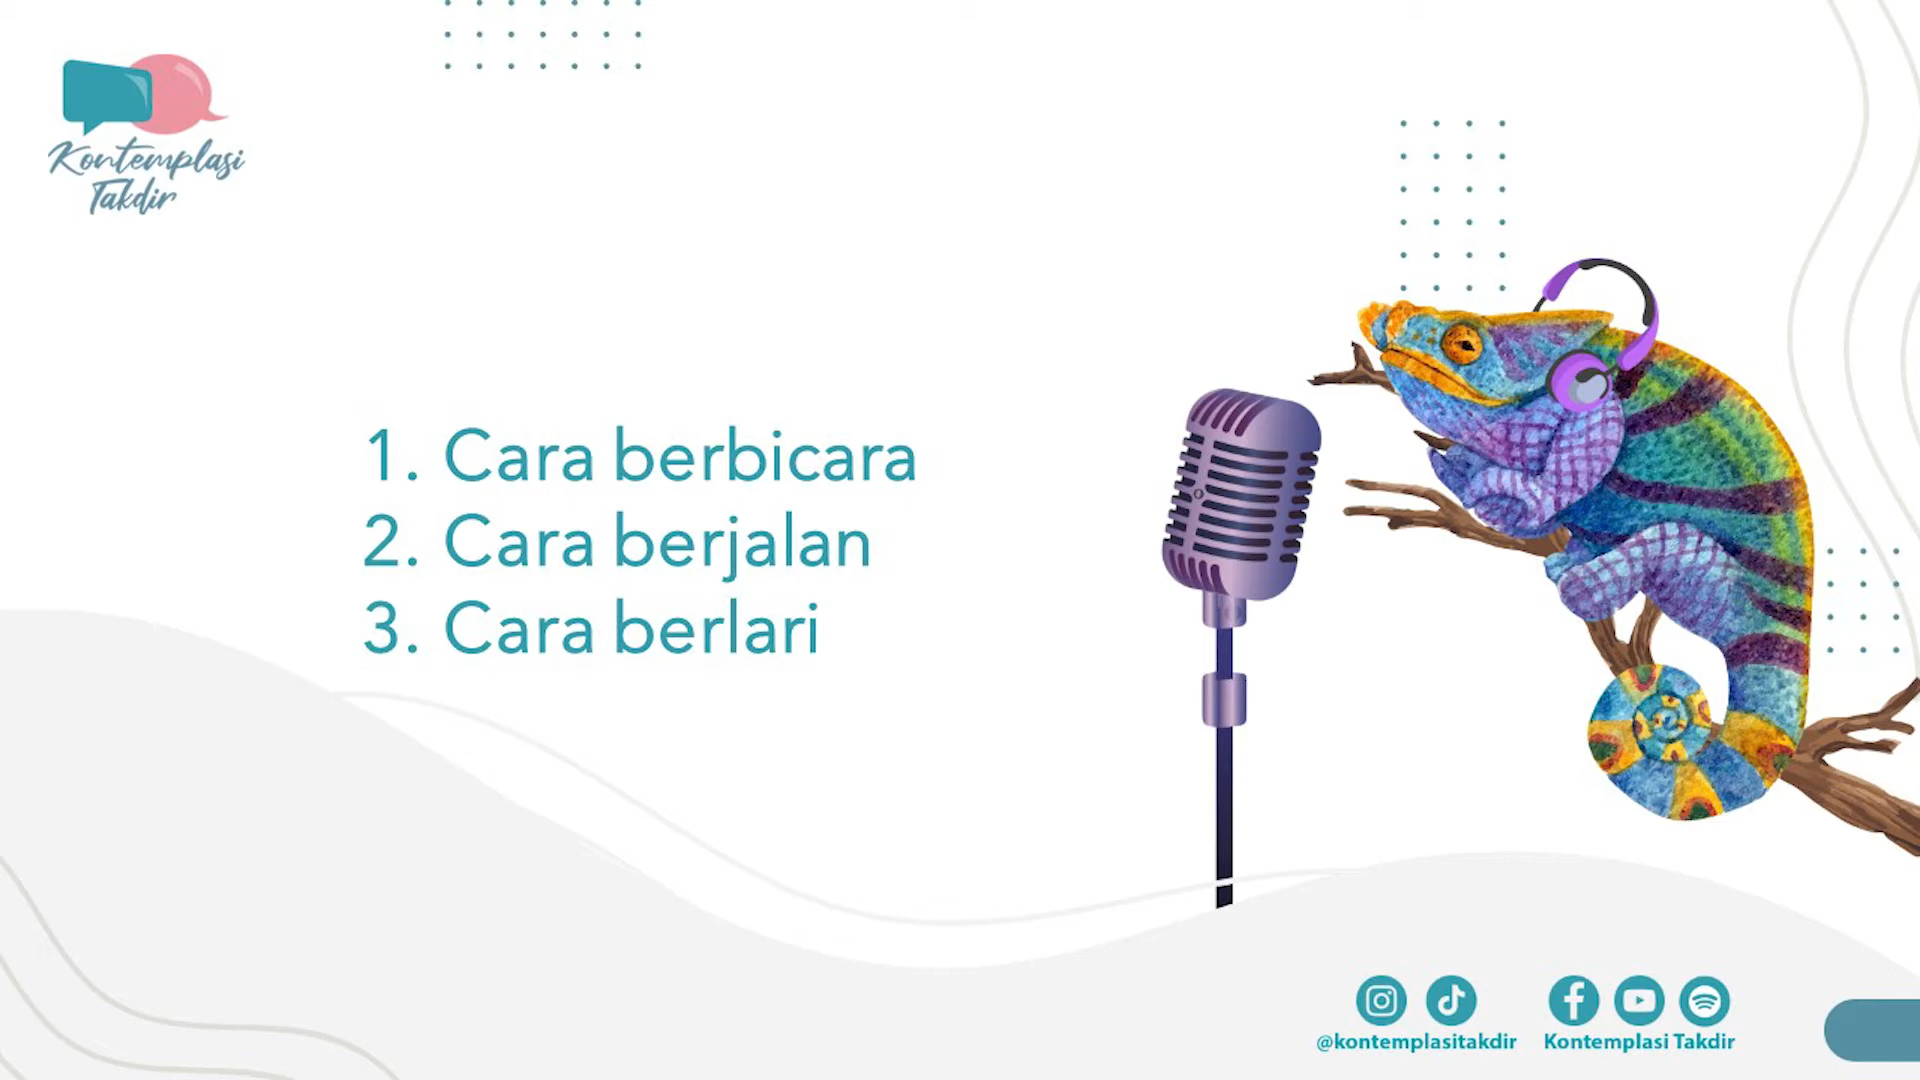 Kontemplasi
Takdir
1. Cara berbicara
2. Cara berjalan
3. Cara berlari
@kontemplasitakdir
Kontemplasi Takdir